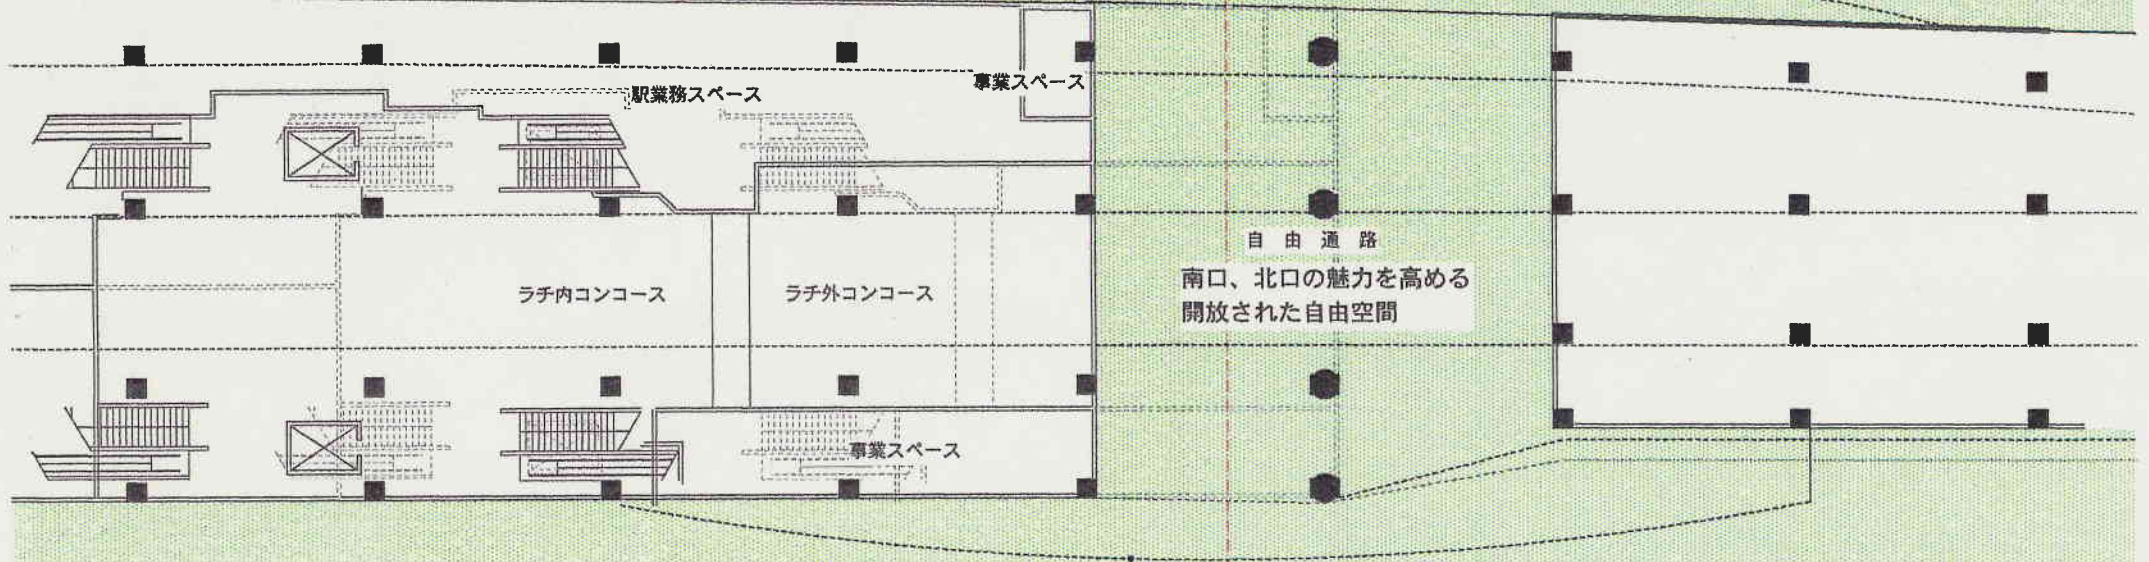 事業スペース
駅業務スペース
自由通路
南口、北口の魅力を高める
開放された自由空間
ラチ内コンコース
ラチ外コンコース
事業スペース